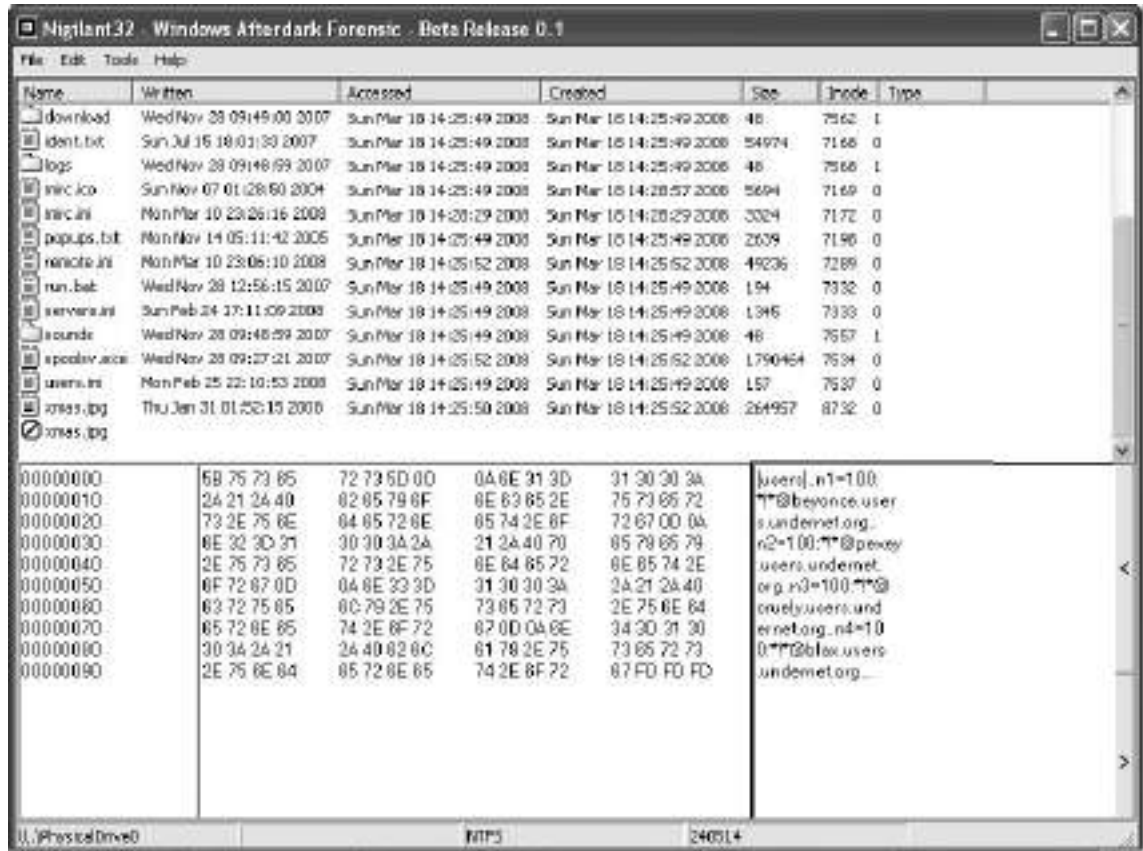 Nigilant32 - Windows Afterdark Forensic - Beta Release 0.1
File Edit Tools Help
Name Written Accessed Created Size Inode Type
download Wed Nov 28 09:49:00 2007 Sun Mar 18 14:25:49 2008 Sun Mar 18 14:25:49 2008 48 7562 1
ident.txt Sun Jul 15 18:01:33 2007 Sun Mar 18 14:25:49 2008 Sun Mar 18 14:25:49 2008 54974 7168 0
logs Wed Nov 28 09:48:59 2007 Sun Mar 18 14:25:49 2008 Sun Mar 18 14:25:49 2008 48 7568 1
mirc.ico Sun Nov 07 01:28:50 2004 Sun Mar 18 14:25:49 2008 Sun Mar 18 14:28:57 2008 5694 7169 0
mirc.ini Mon Mar 10 23:26:16 2008 Sun Mar 18 14:28:29 2008 Sun Mar 18 14:28:29 2008 3324 7172 0
popups.txt Mon Nov 14 05:11:42 2005 Sun Mar 18 14:25:49 2008 Sun Mar 18 14:25:49 2008 2639 7198 0
remote.ini Mon Mar 10 23:06:10 2008 Sun Mar 18 14:25:52 2008 Sun Mar 18 14:25:52 2008 49236 7289 0
run.bat Wed Nov 28 12:56:15 2007 Sun Mar 18 14:25:49 2008 Sun Mar 18 14:25:49 2008 194 7332 0
servers.ini Sun Feb 24 17:11:09 2008 Sun Mar 18 14:25:49 2008 Sun Mar 18 14:25:49 2008 1345 7333 0
sounds Wed Nov 28 09:48:59 2007 Sun Mar 18 14:25:49 2008 Sun Mar 18 14:25:49 2008 48 7557 1
spoolsv.exe Wed Nov 28 09:27:21 2007 Sun Mar 18 14:25:52 2008 Sun Mar 18 14:25:52 2008 1790464 7534 0
users.ini Mon Feb 25 22:10:53 2008 Sun Mar 18 14:25:49 2008 Sun Mar 18 14:25:49 2008 157 7537 0
xmas.jpg Thu Jan 31 01:52:15 2008 Sun Mar 18 14:25:50 2008 Sun Mar 18 14:25:52 2008 264957 8732 0
xmas.jpg
00000000 5B 75 73 65 72 73 5D 0D 0A 6E 31 3D 31 30 30 3A [users]..n1=100:
00000010 2A 21 2A 40 62 65 79 6F 6E 63 65 2E 75 73 65 72 *!*@beyonce.user
00000020 73 2E 75 6E 64 65 72 6E 65 74 2E 6F 72 67 0D 0A s.undernet.org..
00000030 6E 32 3D 31 30 30 3A 2A 21 2A 40 70 65 78 65 79 n2=100:*!*@pexey
00000040 2E 75 73 65 72 73 2E 75 6E 64 65 72 6E 65 74 2E .users.undernet.
00000050 6F 72 67 0D 0A 6E 33 3D 31 30 30 3A 2A 21 2A 40 org..n3=100:*!*@
00000060 63 72 75 65 6C 79 2E 75 73 65 72 73 2E 75 6E 64 cruely.users.und
00000070 65 72 6E 65 74 2E 6F 72 67 0D 0A 6E 34 3D 31 30 ernet.org..n4=10
00000080 30 3A 2A 21 2A 40 62 6C 61 78 2E 75 73 65 72 73 0:*!*@blax.users
00000090 2E 75 6E 64 65 72 6E 65 74 2E 6F 72 67 FD FD FD .undernet.org...
\\.\PhysicalDrive0 NTFS 240514